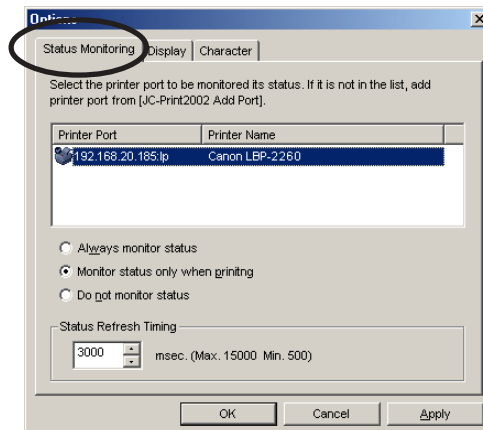 Options
Status Monitoring Display Character
Select the printer port to be monitored its status. If it is not in the list, add
printer port from [JC-Print2002 Add Port].
Printer Port Printer Name
192.168.20.185:lp Canon LBP-2260
Always monitor status
Monitor status only when prinitng
Do not monitor status
Status Refresh Timing
3000 msec. (Max. 15000 Min. 500)
OK Cancel Apply